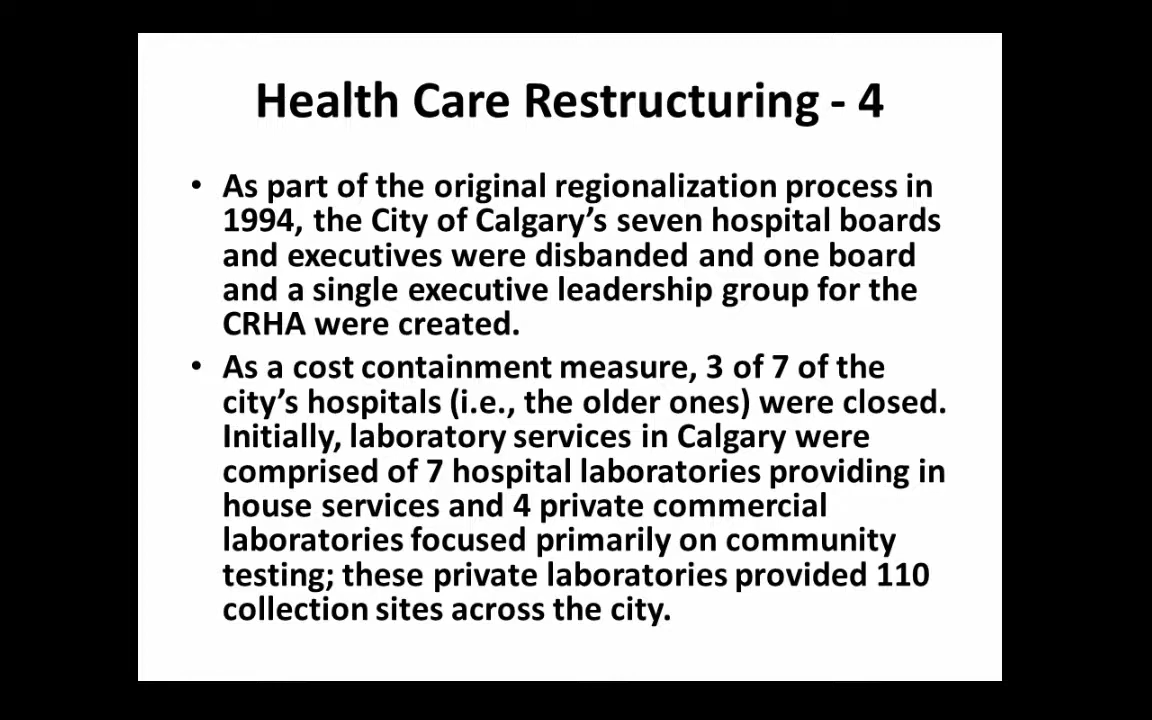 Health Care Restructuring - 4
• As part of the original regionalization process in
1994, the City of Calgary’s seven hospital boards
and executives were disbanded and one board
and a single executive leadership group for the
CRHA were created.
• As a cost containment measure, 3 of 7 of the
city’s hospitals (i.e., the older ones) were closed.
Initially, laboratory services in Calgary were
comprised of 7 hospital laboratories providing in
house services and 4 private commercial
laboratories focused primarily on community
testing; these private laboratories provided 110
collection sites across the city.